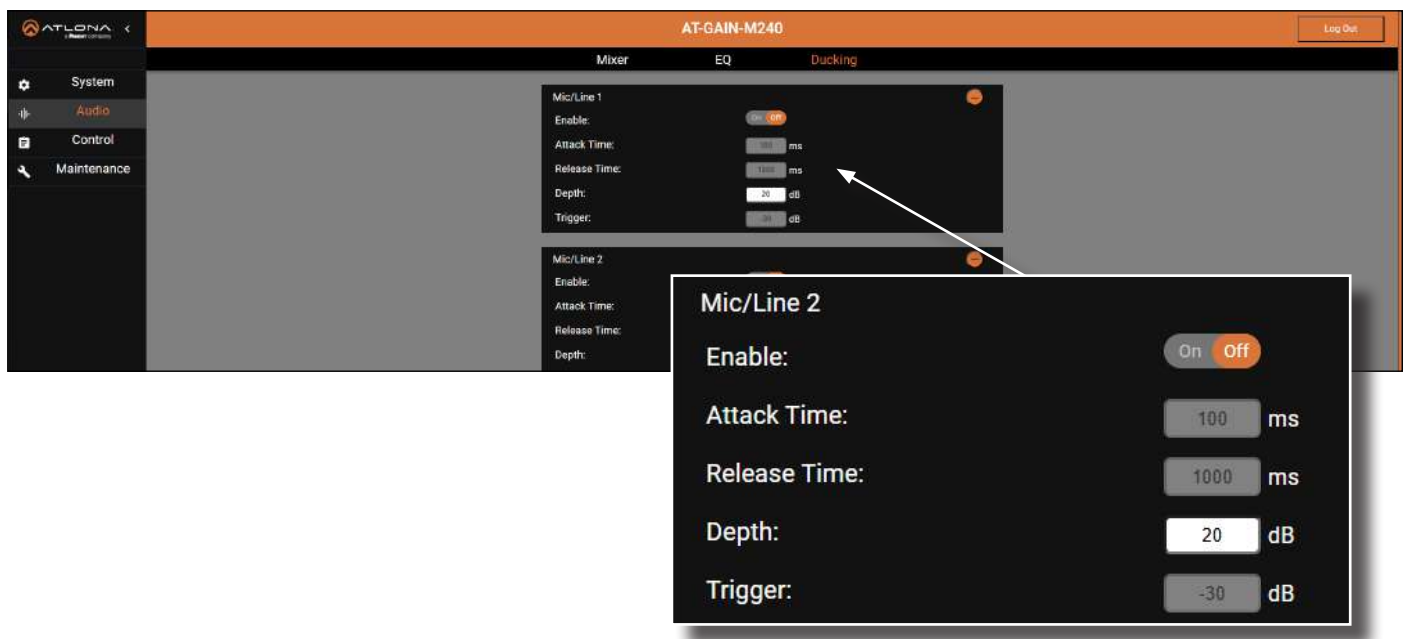 ATLONA <
AT-GAIN-M240
Log Out
Mixer EQ Ducking
System
Audio
Control
Maintenance
Mic/Line 1
Enable: On Off
Attack Time: 100 ms
Release Time: 1000 ms
Depth: 20 dB
Trigger: -30 dB
Mic/Line 2
Enable:
Attack Time:
Release Time:
Depth:
Mic/Line 2
Enable: On Off
Attack Time: 100 ms
Release Time: 1000 ms
Depth: 20 dB
Trigger: -30 dB